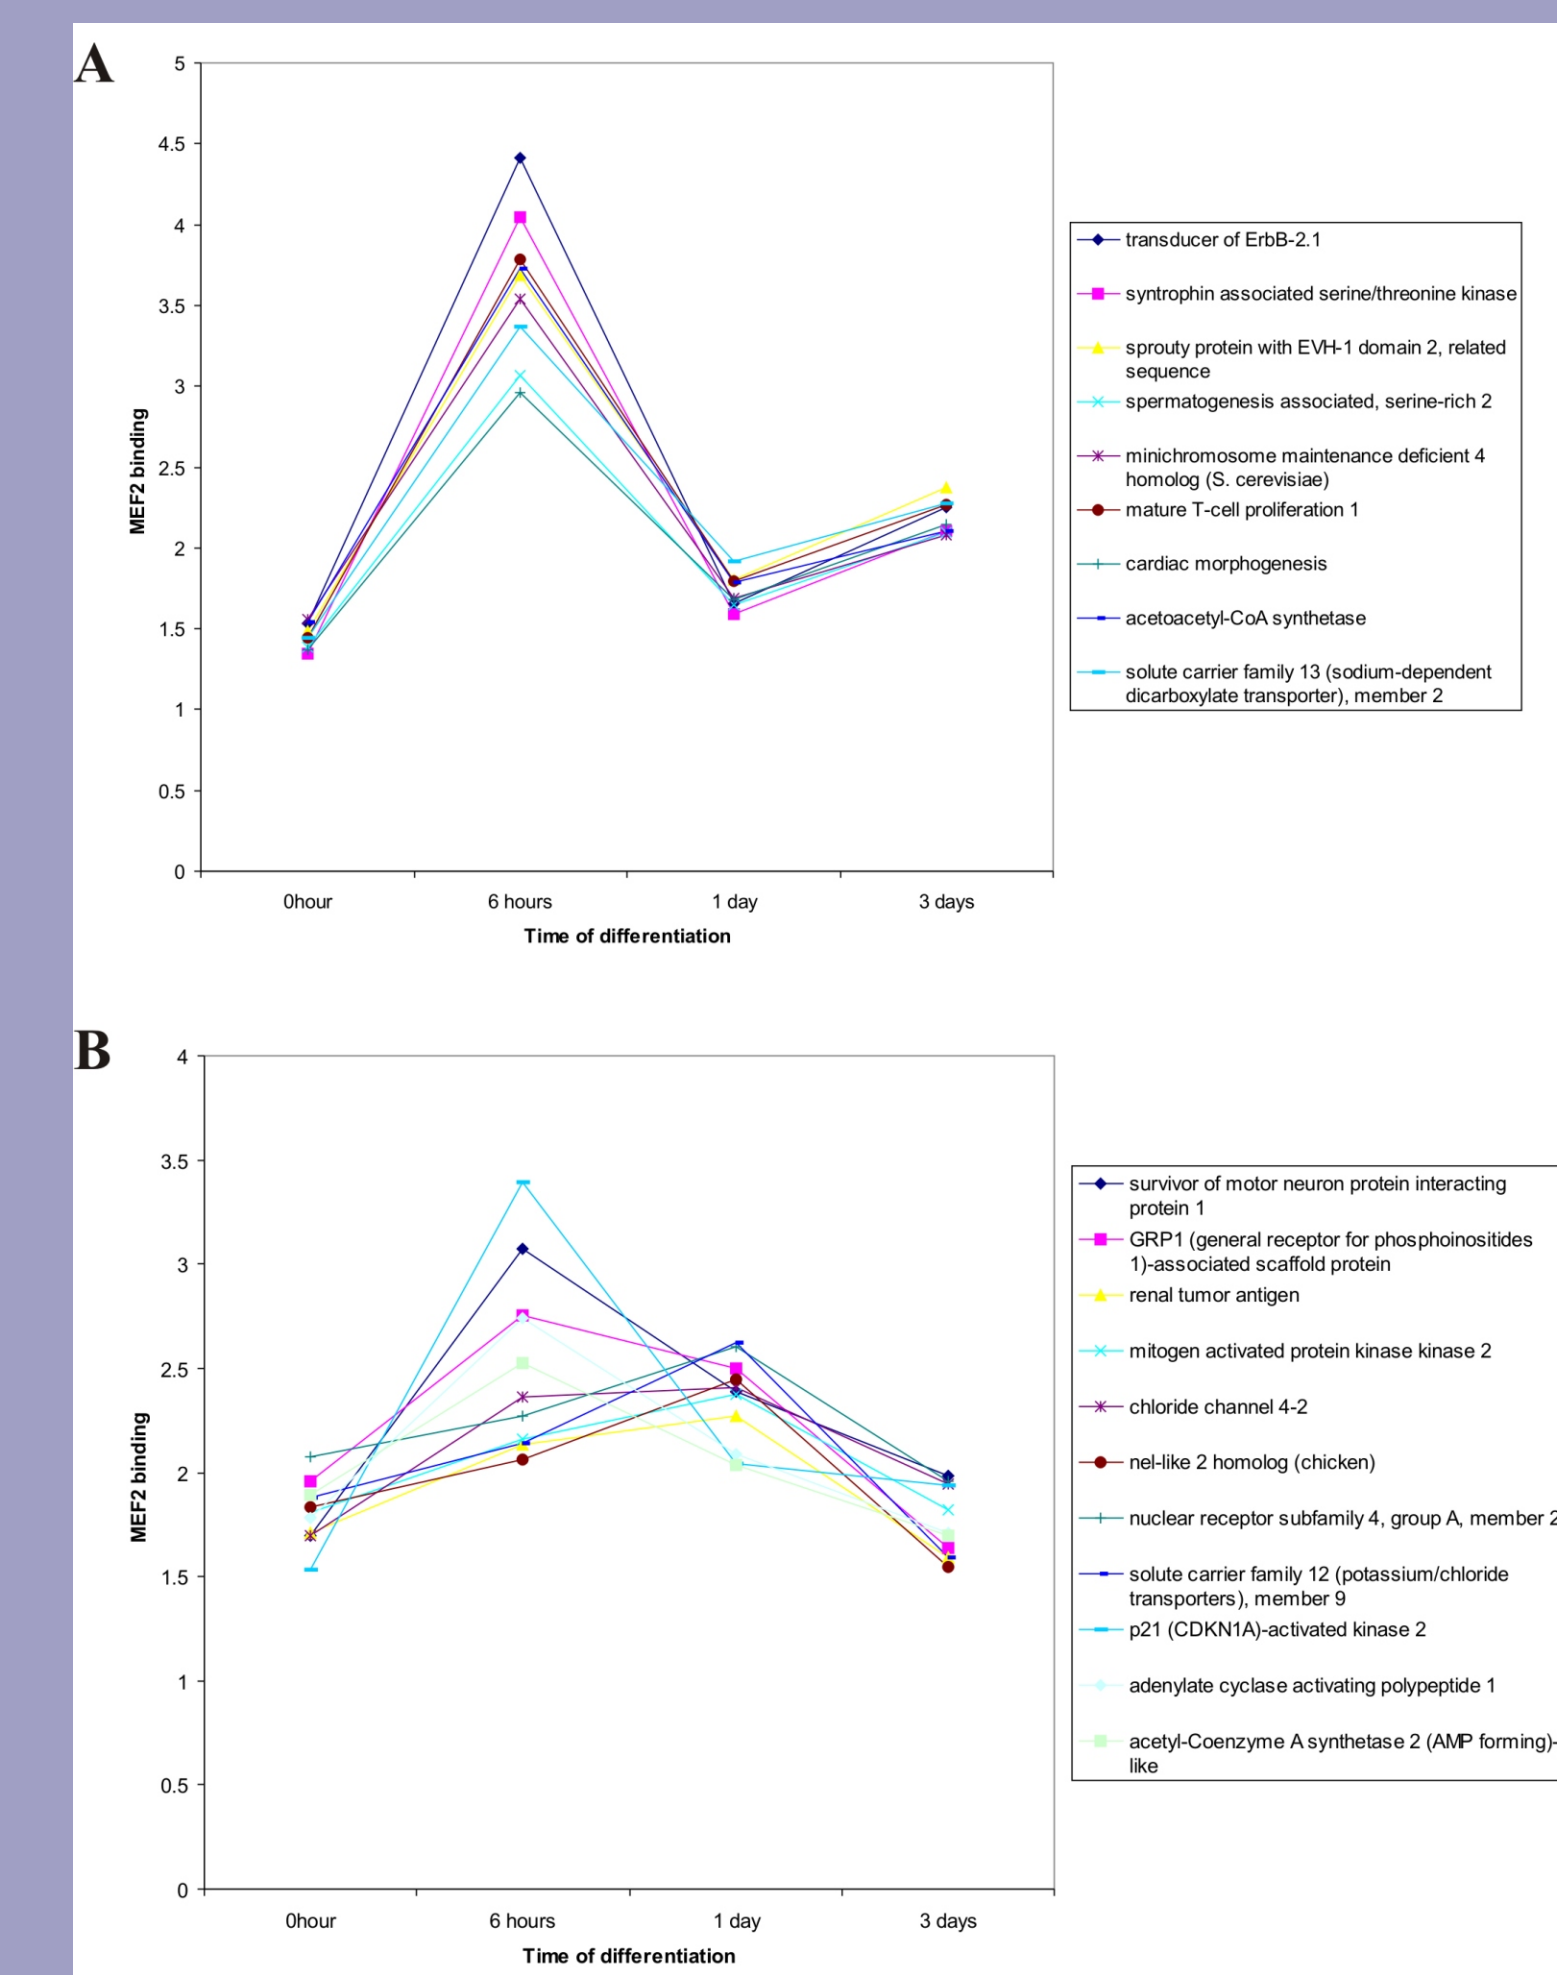 A
5
4.5
4
3.5
3
2.5
2
1.5
1
0.5
0
MEF2 binding
0hour 6 hours 1 day 3 days
Time of differentiation
transducer of ErbB-2.1
syntrophin associated serine/threonine kinase
sprouty protein with EVH-1 domain 2, related
sequence
spermatogenesis associated, serine-rich 2
minichromosome maintenance deficient 4
homolog (S. cerevisiae)
mature T-cell proliferation 1
cardiac morphogenesis
acetoacetyl-CoA synthetase
solute carrier family 13 (sodium-dependent
dicarboxylate transporter), member 2
B
4
3.5
3
2.5
2
1.5
1
0.5
0
MEF2 binding
0hour 6 hours 1 day 3 days
Time of differentiation
survivor of motor neuron protein interacting
protein 1
GRP1 (general receptor for phosphoinositides
1)-associated scaffold protein
renal tumor antigen
mitogen activated protein kinase kinase 2
chloride channel 4-2
nel-like 2 homolog (chicken)
nuclear receptor subfamily 4, group A, member 2
solute carrier family 12 (potassium/chloride
transporters), member 9
p21 (CDKN1A)-activated kinase 2
adenylate cyclase activating polypeptide 1
acetyl-Coenzyme A synthetase 2 (AMP forming)-
like